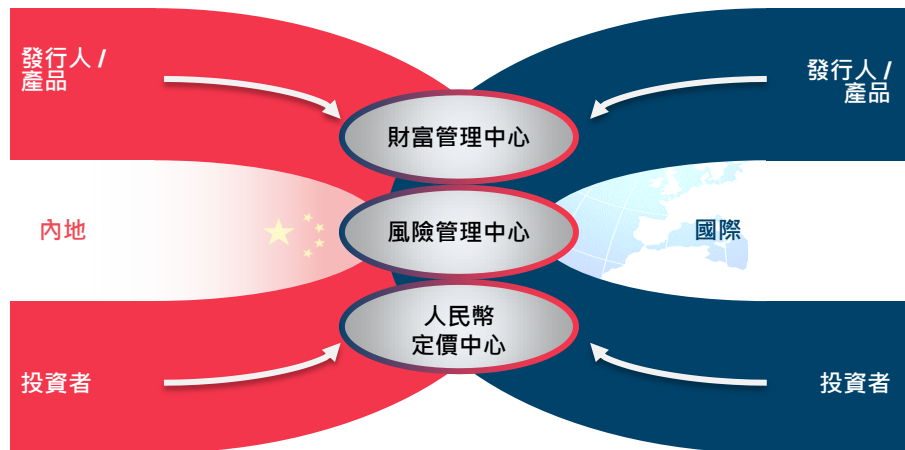 發行人 /
產品
發行人 /
產品
財富管理中心
內地
風險管理中心
國際
人民幣
定價中心
投資者
投資者